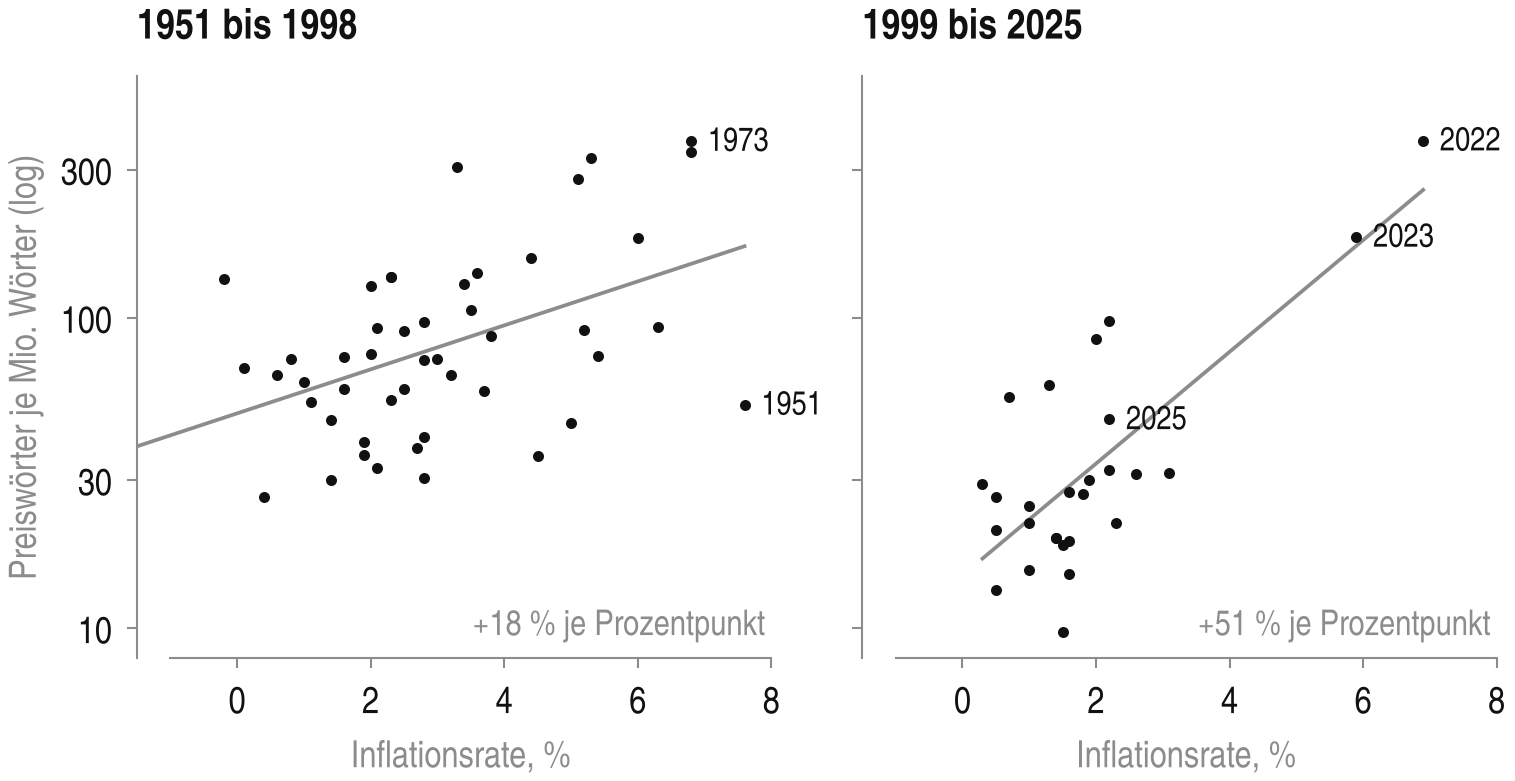 1951 bis 1998
1999 bis 2025
Preiswörter je Mio. Wörter (log)
300
100
30
10
1973
1951
+18 % je Prozentpunkt
0 2 4 6 8
Inflationsrate, %
2022
2023
2025
+51 % je Prozentpunkt
0 2 4 6 8
Inflationsrate, %